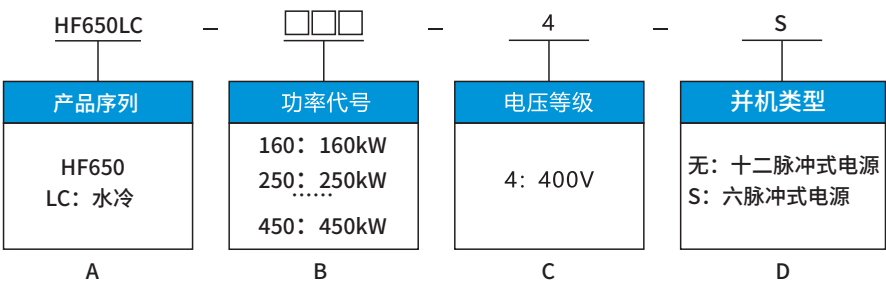 HF650LC － □□□ － 4 － S
产品序列
功率代号
电压等级
并机类型
HF650
LC：水冷
160：160kW
250：250kW
······
450：450kW
4：400V
无：十二脉冲式电源
S：六脉冲式电源
A
B
C
D